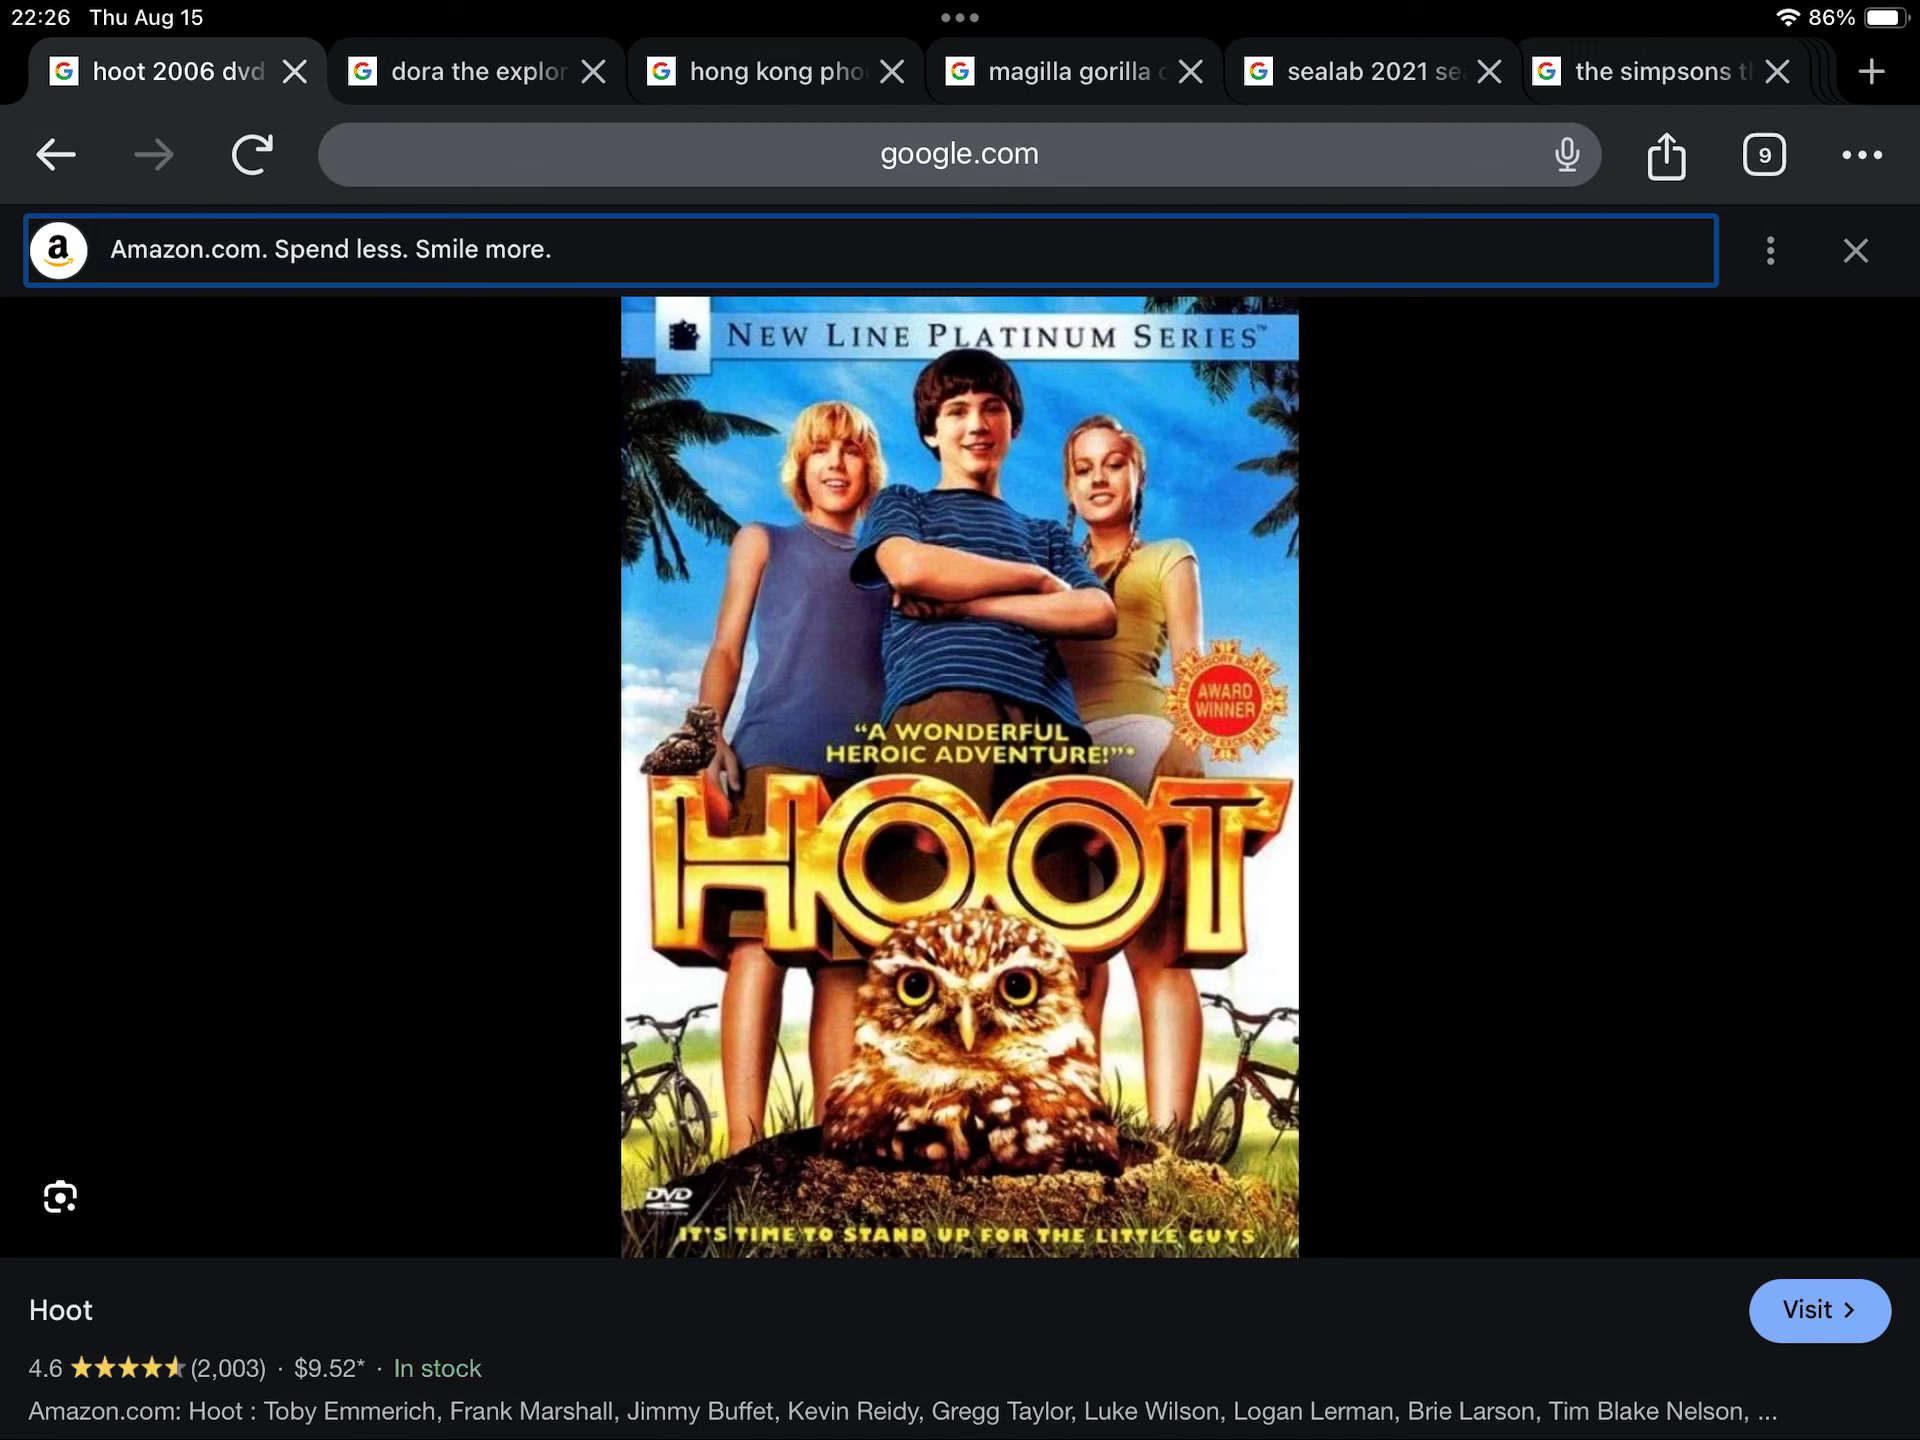 22:26 Thu Aug 15
86%
hoot 2006 dvd
dora the explor
hong kong pho
magilla gorilla c
sealab 2021 se
the simpsons t
google.com
9
a
Amazon.com. Spend less. Smile more.
NEW LINE PLATINUM SERIES™
AWARD
WINNER
"A WONDERFUL
HEROIC ADVENTURE!"*
HOOT
DVD
IT'S TIME TO STAND UP FOR THE LITTLE GUYS
Hoot
Visit
4.6 (2,003) · $9.52* · In stock
Amazon.com: Hoot : Toby Emmerich, Frank Marshall, Jimmy Buffet, Kevin Reidy, Gregg Taylor, Luke Wilson, Logan Lerman, Brie Larson, Tim Blake Nelson, ...